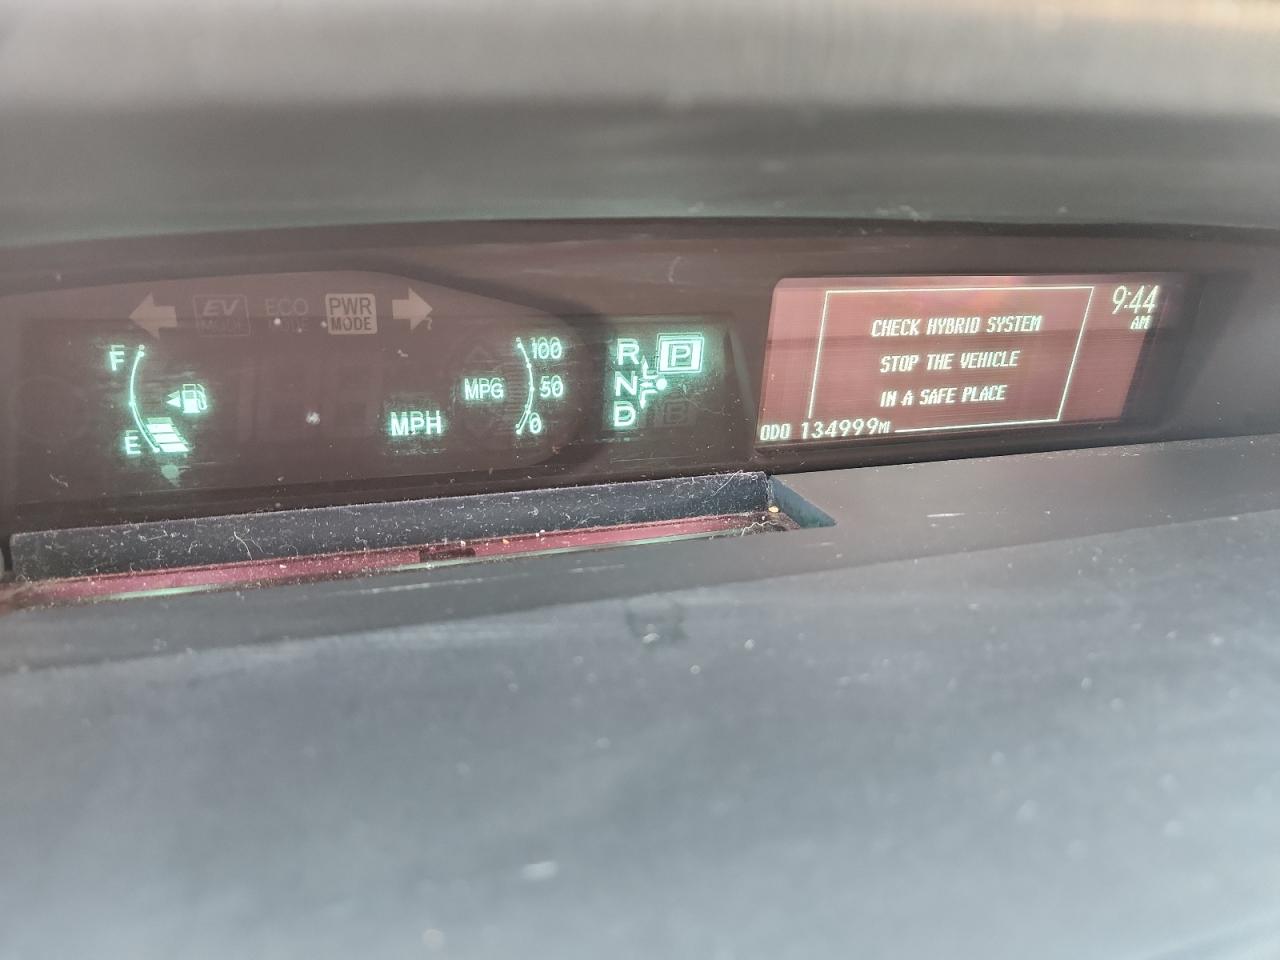 EV
MODE
ECO
MODE
PWR
MODE
F
E
MPH
MPG
100
50
0
R
N
D
P
B
CHECK HYBRID SYSTEM
STOP THE VEHICLE
IN A SAFE PLACE
9:44
AM
ODO 134999MI